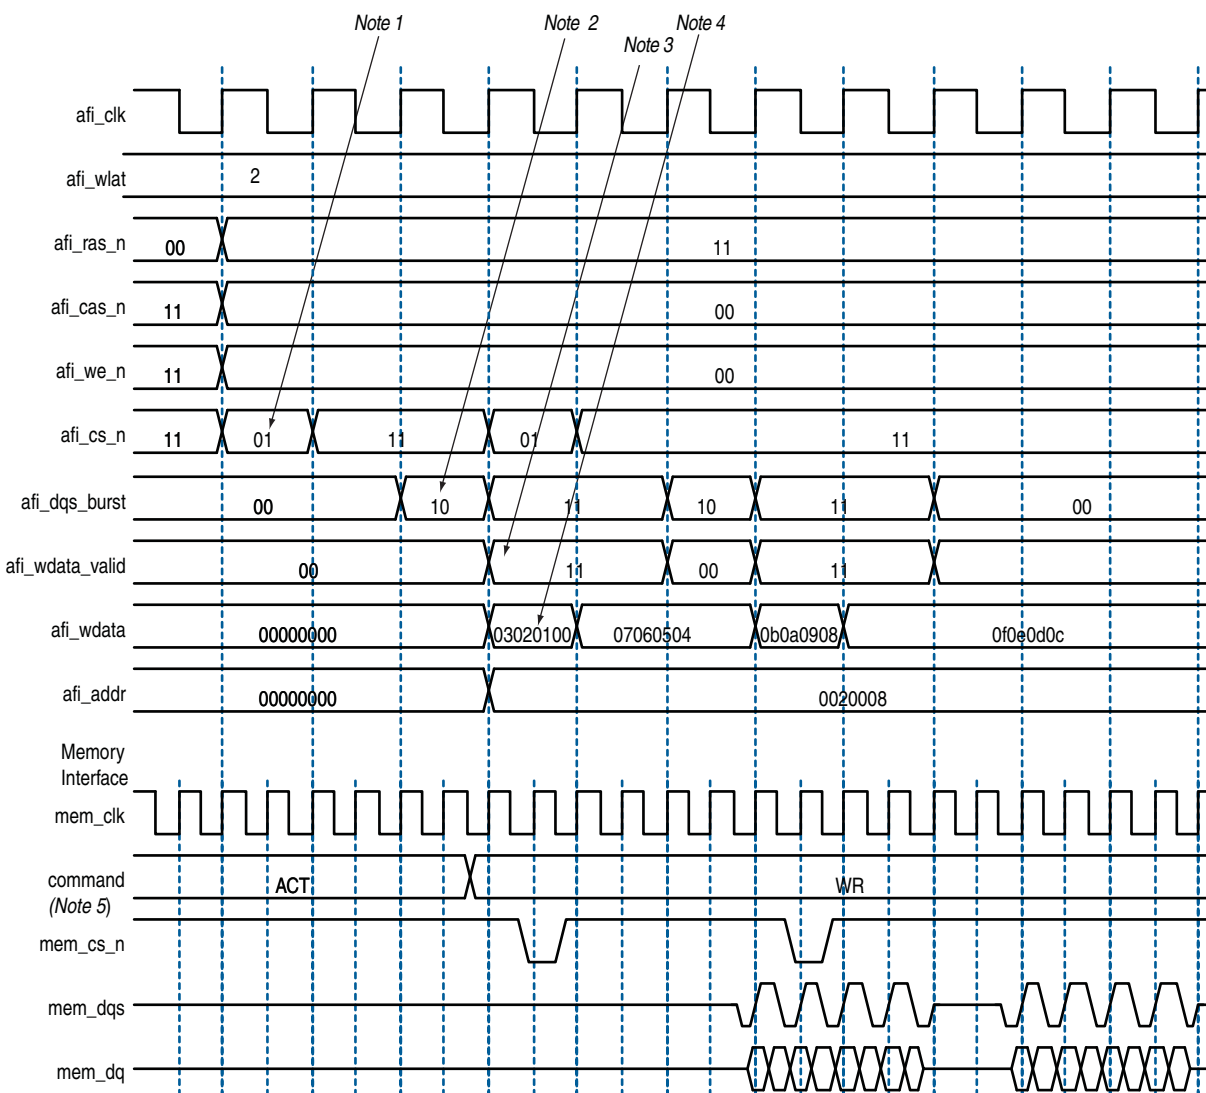 Note 1
Note 2
Note 3
Note 4
afi_clk
afi_wlat 2
afi_ras_n 00 11
afi_cas_n 11 00
afi_we_n 11 00
afi_cs_n 11 01 11 01 11
afi_dqs_burst 00 10 11 10 11 00
afi_wdata_valid 00 11 00 11
afi_wdata 00000000 03020100 07060504 0b0a0908 0f0e0d0c
afi_addr 00000000 0020008
Memory
Interface
mem_clk
command ACT WR
(Note 5)
mem_cs_n
mem_dqs
mem_dq